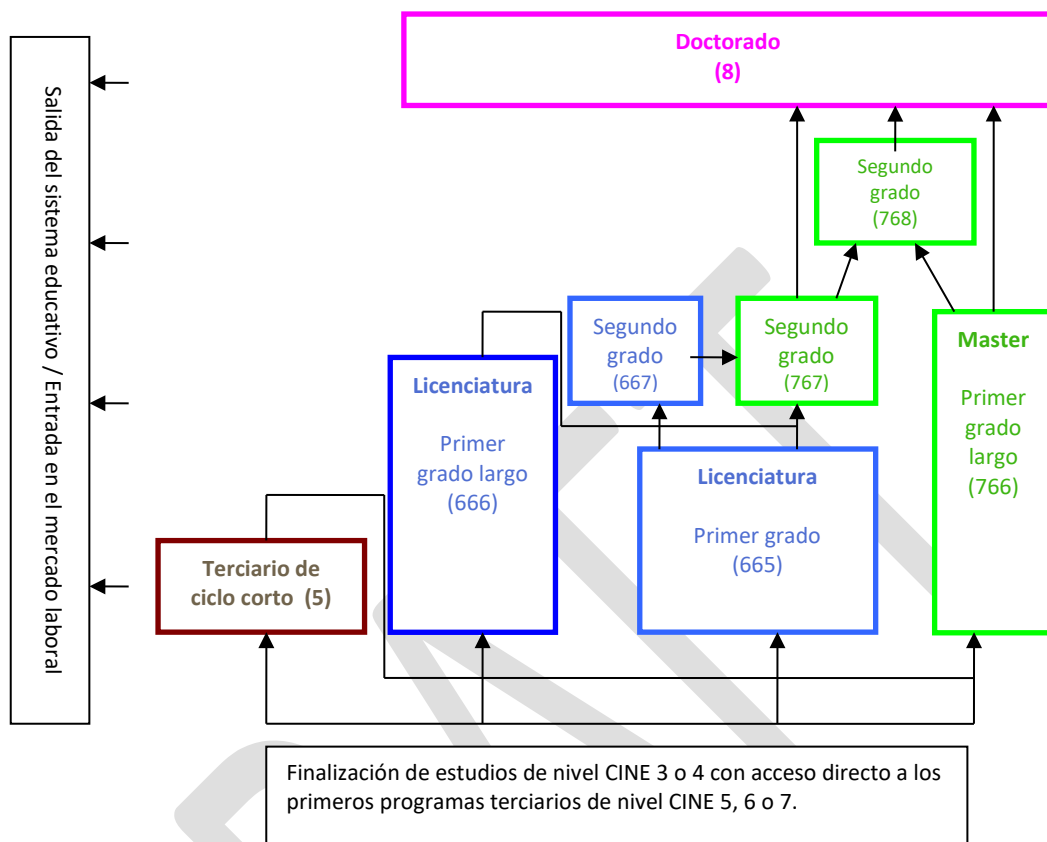 Salida del sistema educativo / Entrada en el mercado laboral
Doctorado
(8)
Segundo
grado
(768)
Segundo
grado
(667)
Segundo
grado
(767)
Master
Primer
grado
largo
(766)
Licenciatura
Primer
grado largo
(666)
Licenciatura
Primer grado
(665)
Terciario de
ciclo corto (5)
Finalización de estudios de nivel CINE 3 o 4 con acceso directo a los
primeros programas terciarios de nivel CINE 5, 6 o 7.